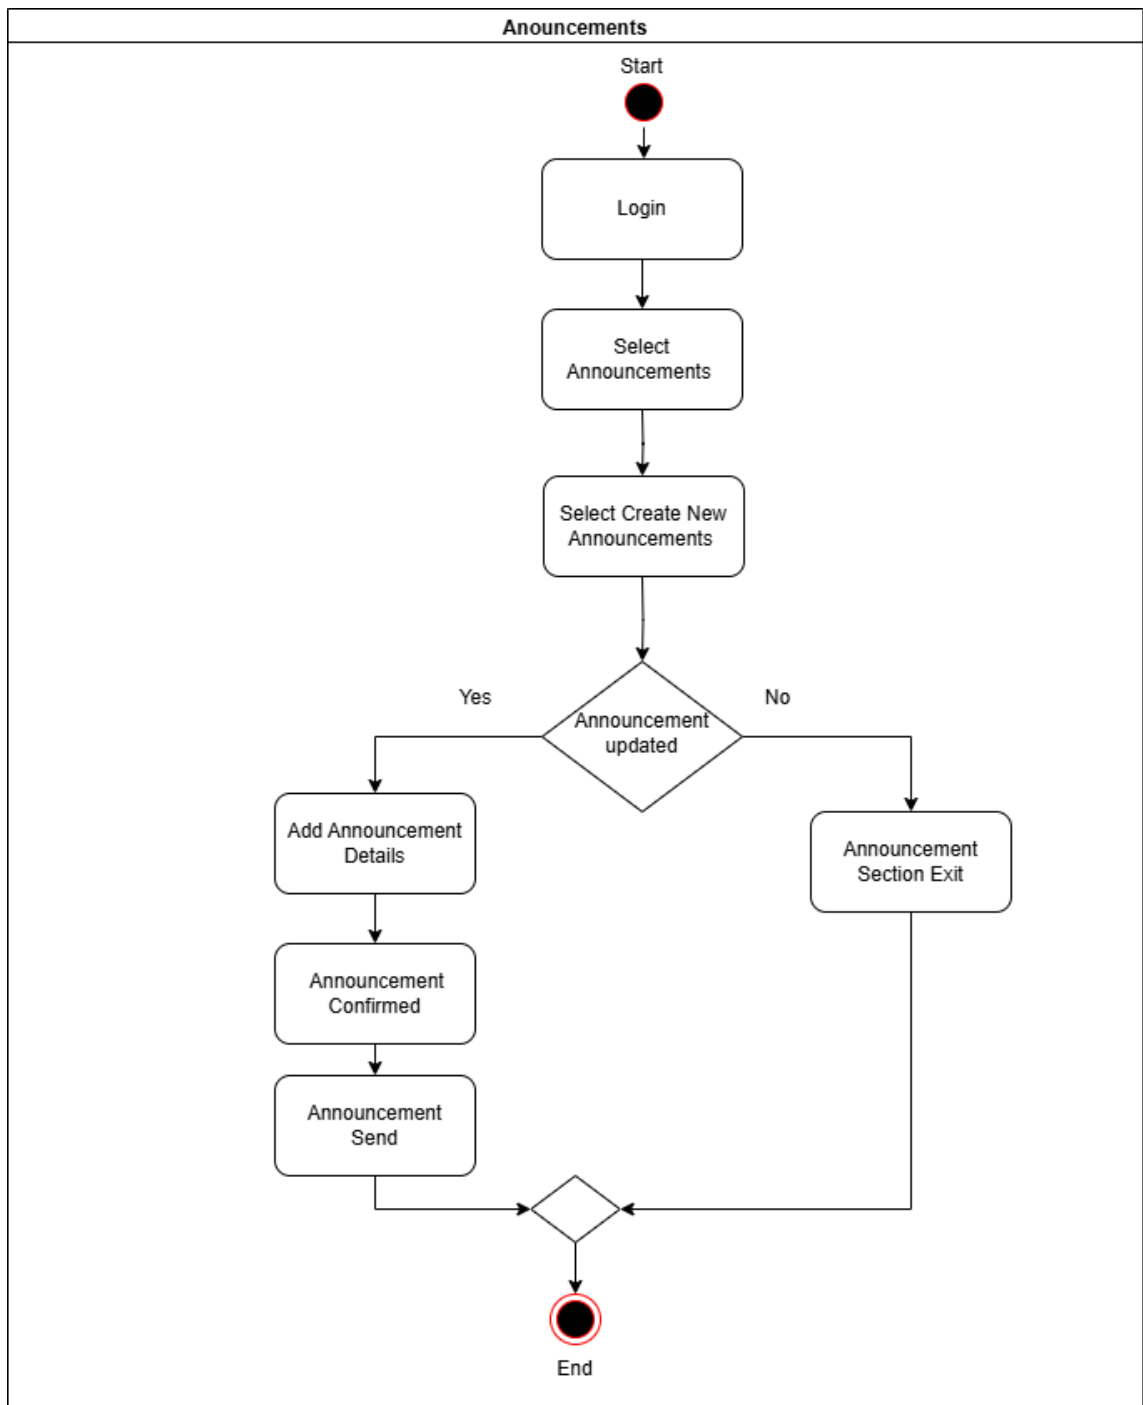 Anouncements
Start
Login
Select
Announcements
Select Create New
Announcements
Yes
No
Announcement
updated
Add Announcement
Details
Announcement
Section Exit
Announcement
Confirmed
Announcement
Send
End